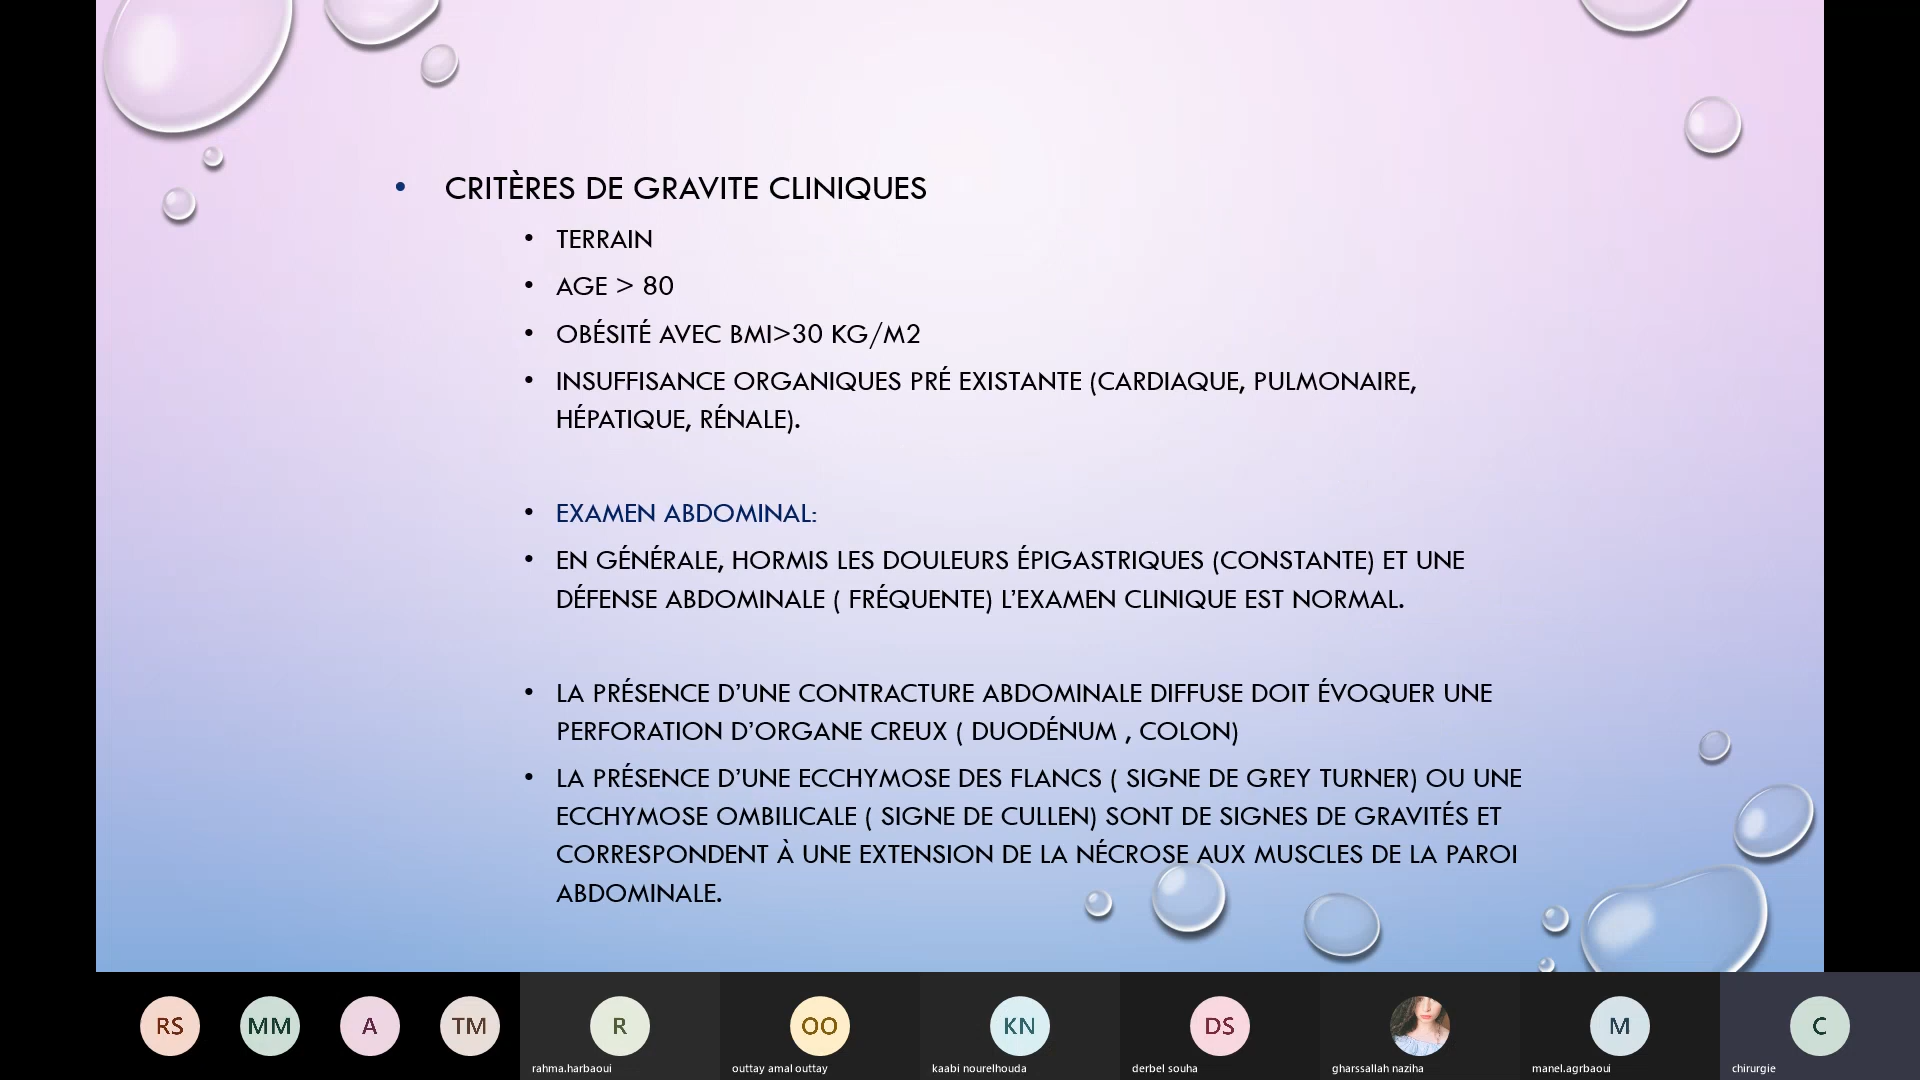 CRITÈRES DE GRAVITE CLINIQUES
TERRAIN
AGE > 80
OBÉSITÉ AVEC BMI>30 KG/M2
INSUFFISANCE ORGANIQUES PRÉ EXISTANTE (CARDIAQUE, PULMONAIRE,
HÉPATIQUE, RÉNALE).
EXAMEN ABDOMINAL:
EN GÉNÉRALE, HORMIS LES DOULEURS ÉPIGASTRIQUES (CONSTANTE) ET UNE
DÉFENSE ABDOMINALE ( FRÉQUENTE) L’EXAMEN CLINIQUE EST NORMAL.
LA PRÉSENCE D’UNE CONTRACTURE ABDOMINALE DIFFUSE DOIT ÉVOQUER UNE
PERFORATION D’ORGANE CREUX ( DUODÉNUM , COLON)
LA PRÉSENCE D’UNE ECCHYMOSE DES FLANCS ( SIGNE DE GREY TURNER) OU UNE
ECCHYMOSE OMBILICALE ( SIGNE DE CULLEN) SONT DE SIGNES DE GRAVITÉS ET
CORRESPONDENT À UNE EXTENSION DE LA NÉCROSE AUX MUSCLES DE LA PAROI
ABDOMINALE.
RS MM A TM R OO KN DS M C
rahma.harbaoui outtay amal outtay kaabi nourelhouda derbel souha gharssallah naziha manel.agrbaoui chirurgie